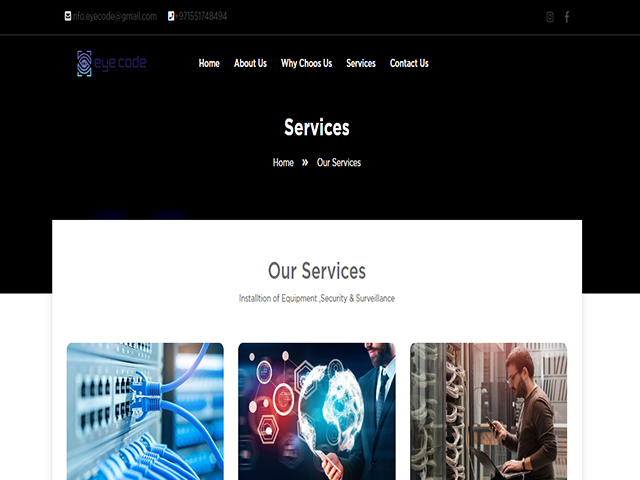 info.eyecode@gmail.com +971551748494
eye code
Home About Us Why Choos Us Services Contact Us
Services
Home » Our Services
Our Services
Installtion of Equipment ,Security & Surveillance